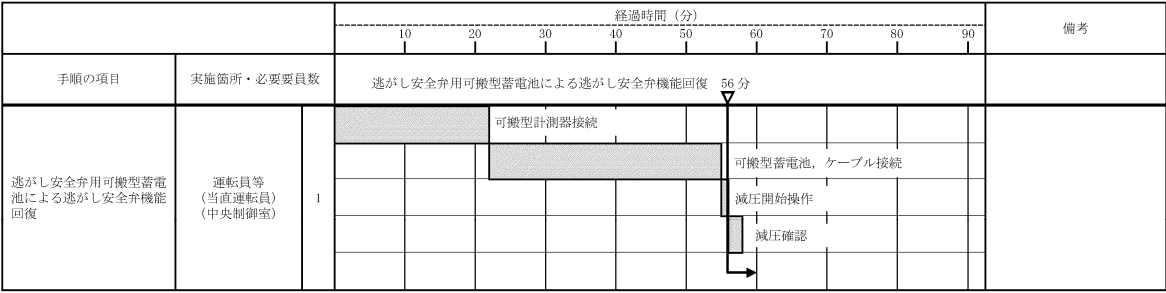 経過時間（分）
備考
10 20 30 40 50 60 70 80 90
手順の項目
実施箇所・必要要員数
逃がし安全弁用可搬型蓄電池による逃がし安全弁機能回復 56分
可搬型計測器接続
可搬型蓄電池，ケーブル接続
逃がし安全弁用可搬型蓄電
池による逃がし安全弁機能
回復
運転員等
（当直運転員）
（中央制御室）
1
減圧開始操作
減圧確認